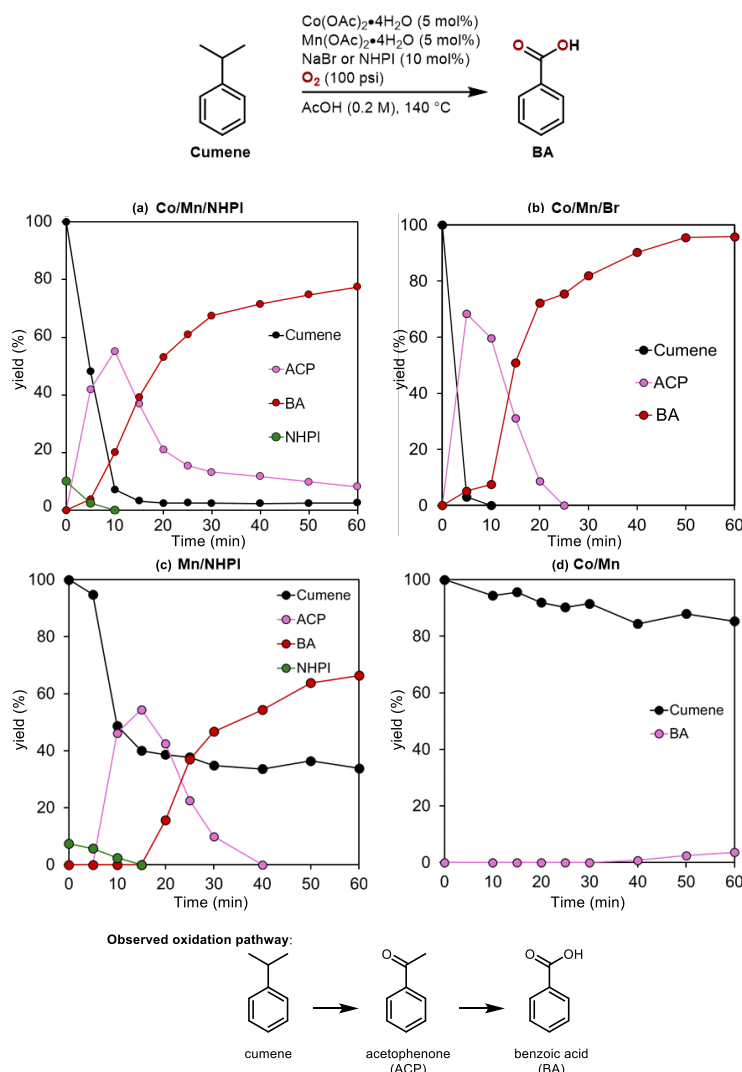 Co(OAc)₂•4H₂O (5 mol%)
Mn(OAc)₂•4H₂O (5 mol%)
NaBr or NHPI (10 mol%)
O₂ (100 psi)
AcOH (0.2 M), 140 °C
Cumene
O
OH
BA
(a) Co/Mn/NHPI
yield (%)
100
80
60
40
20
0
0 10 20 30 40 50 60
Time (min)
Cumene
ACP
BA
NHPI
(b) Co/Mn/Br
yield (%)
100
80
60
40
20
0
0 10 20 30 40 50 60
Time (min)
Cumene
ACP
BA
(c) Mn/NHPI
yield (%)
100
80
60
40
20
0
0 10 20 30 40 50 60
Time (min)
Cumene
ACP
BA
NHPI
(d) Co/Mn
yield (%)
100
80
60
40
20
0
0 10 20 30 40 50 60
Time (min)
Cumene
BA
Observed oxidation pathway:
O
O
OH
cumene
acetophenone
(ACP)
benzoic acid
(BA)